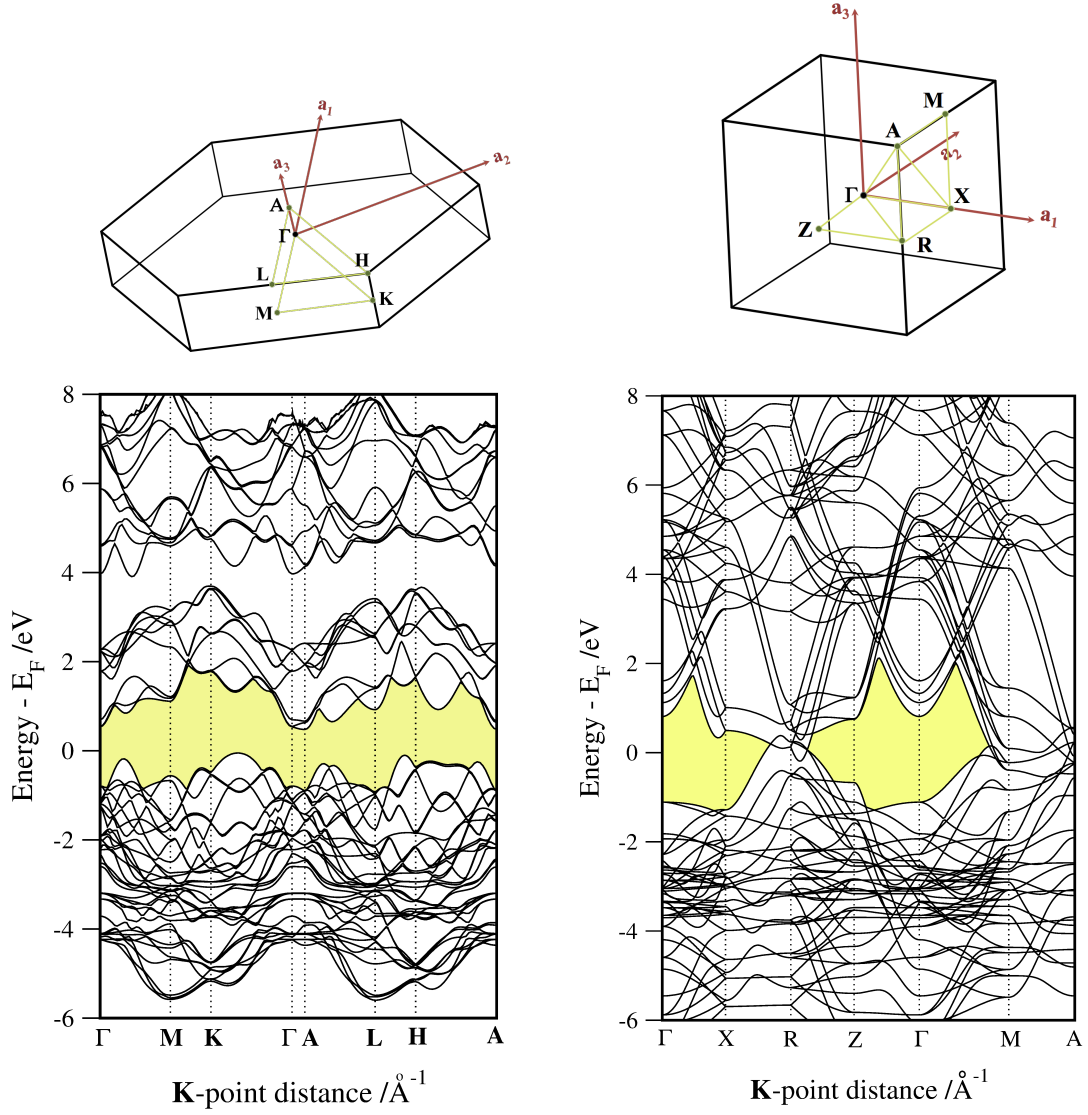 a1
a2
a3
A
Γ
L
H
M
K
a3
M
A
a2
Γ
X
a1
Z
R
8
6
4
2
0
-2
-4
-6
Energy - EF /eV
Γ M K Γ A L H A
K-point distance /Å-1
8
6
4
2
0
-2
-4
-6
Energy - EF /eV
Γ X R Z Γ M A
K-point distance /Å-1